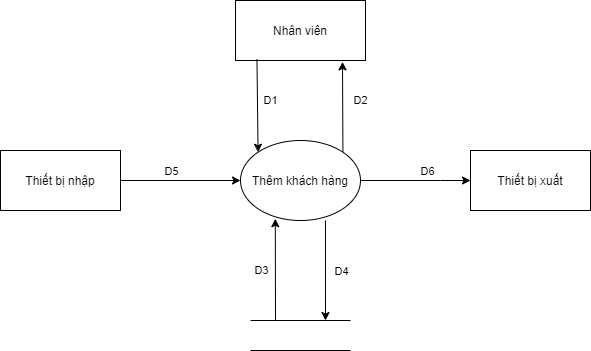 Nhân viên
D1
D2
Thiết bị nhập
D5
Thêm khách hàng
D6
Thiết bị xuất
D3
D4